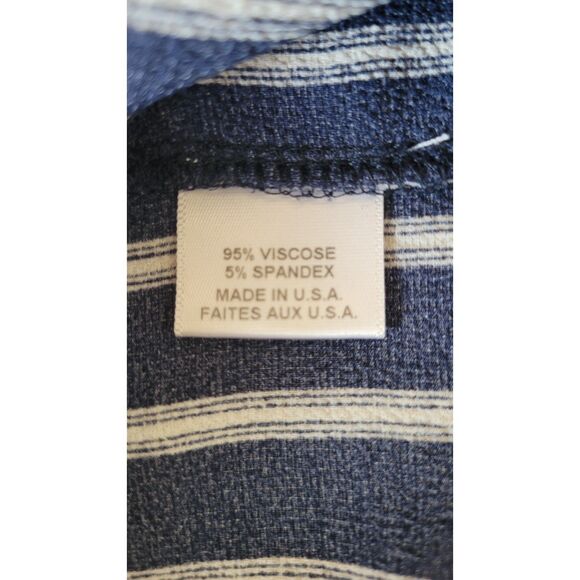 95% VISCOSE
5% SPANDEX
MADE IN U.S.A.
FAITES AUX U.S.A.